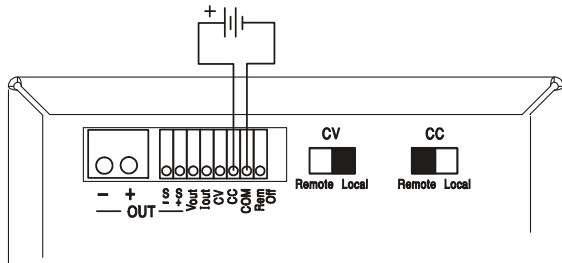 +
CV CC
Remote Local Remote Local
- +
OUT
S - S + Vout Iout CV CC COM Rem Off